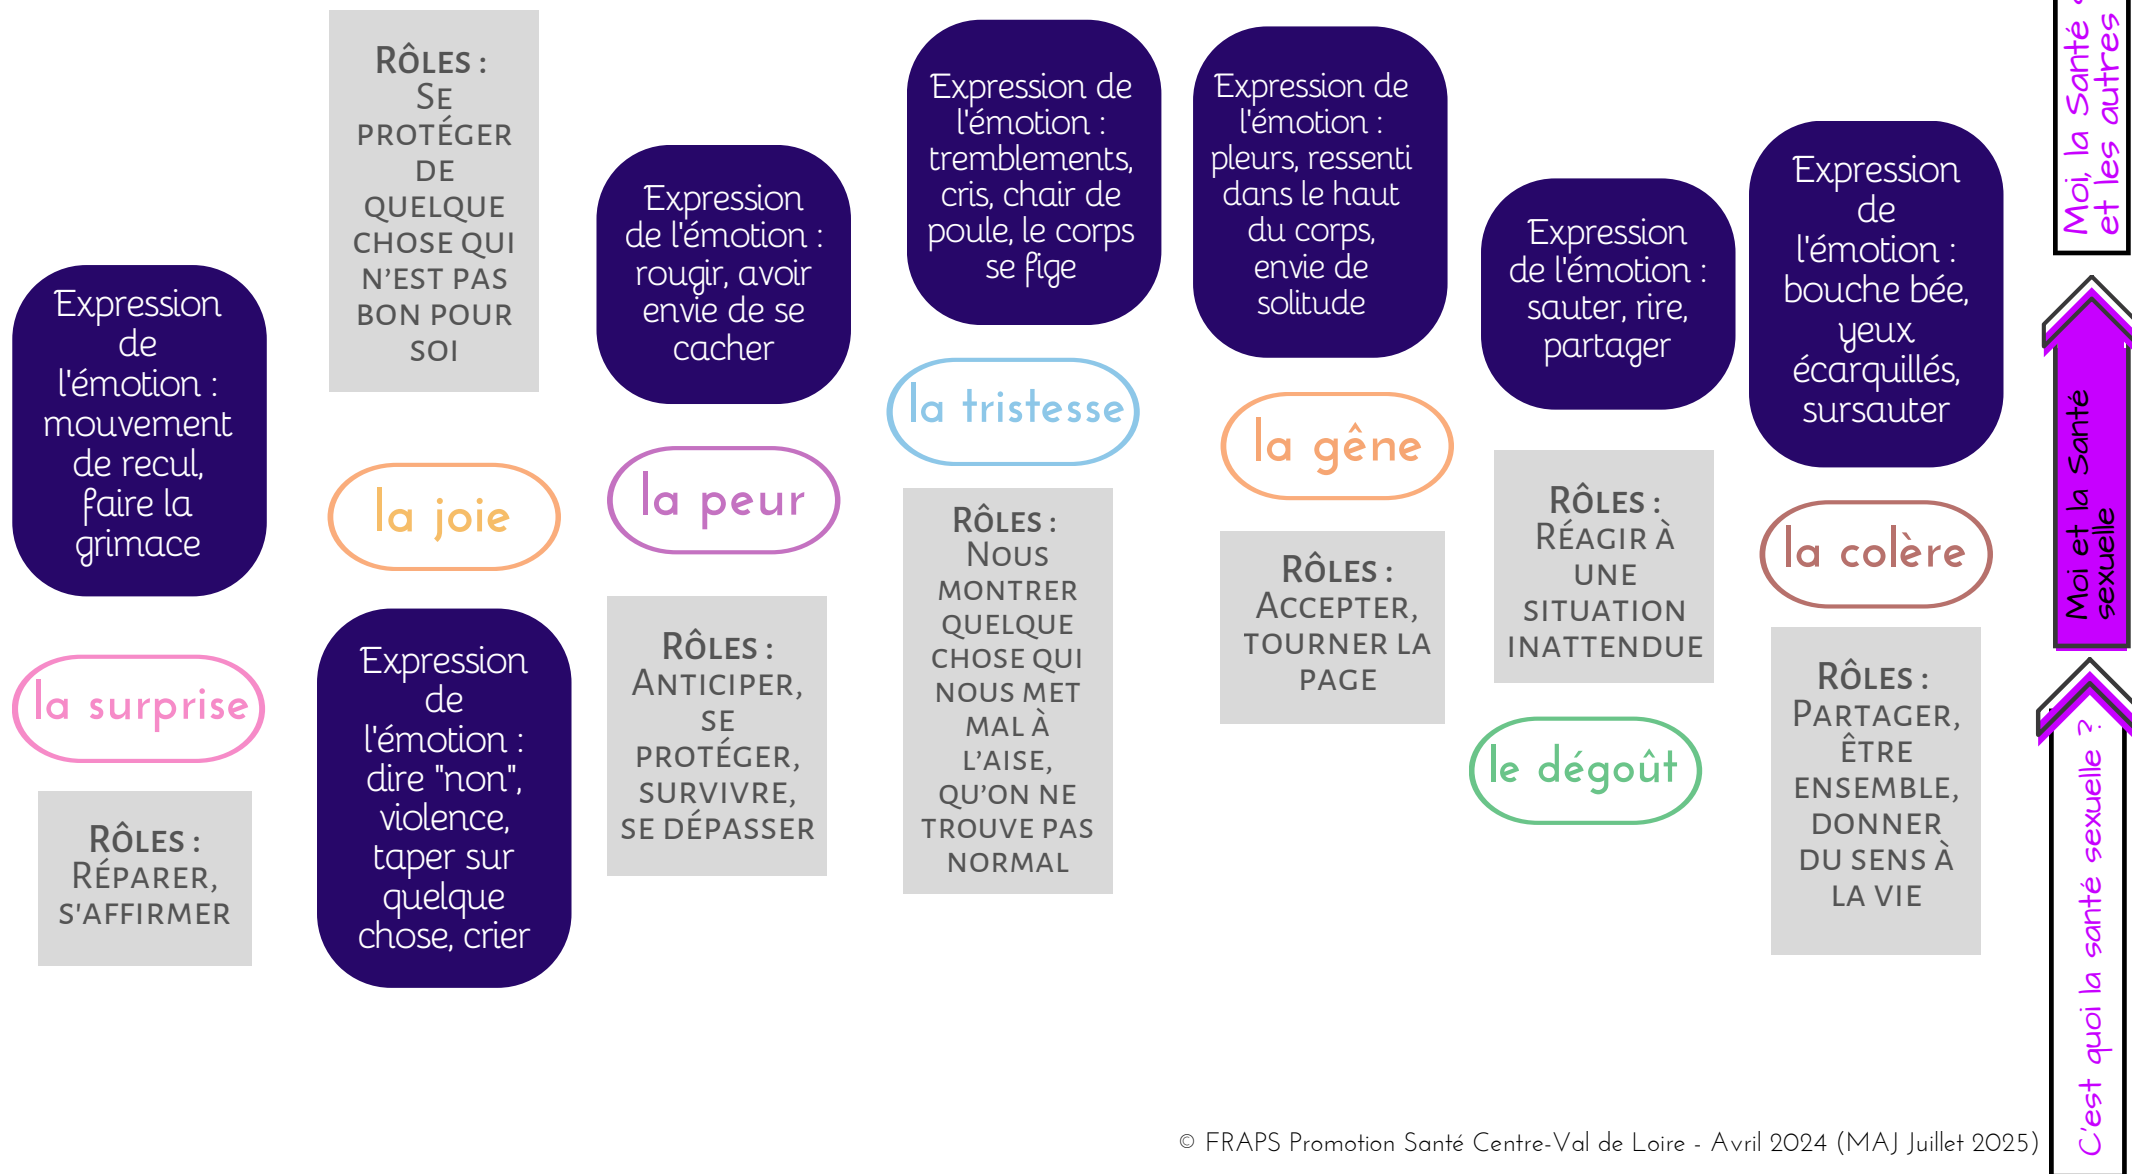 Expression
de
l'émotion :
mouvement
de recul,
faire la
grimace
la surprise
RÔLES :
RÉPARER,
S'AFFIRMER
RÔLES :
SE
PROTÉGER
DE
QUELQUE
CHOSE QUI
N'EST PAS
BON POUR
SOI
la joie
Expression
de
l'émotion :
dire "non",
violence,
taper sur
quelque
chose, crier
Expression
de l'émotion :
rougir, avoir
envie de se
cacher
la peur
RÔLES :
ANTICIPER,
SE
PROTÉGER,
SURVIVRE,
SE DÉPASSER
Expression de
l'émotion :
tremblements,
cris, chair de
poule, le corps
se fige
la tristesse
RÔLES :
NOUS
MONTRER
QUELQUE
CHOSE QUI
NOUS MET
MAL À
L'AISE,
QU'ON NE
TROUVE PAS
NORMAL
Expression de
l'émotion :
pleurs, ressenti
dans le haut
du corps,
envie de
solitude
la gêne
RÔLES :
ACCEPTER,
TOURNER LA
PAGE
Expression
de l'émotion :
sauter, rire,
partager
RÔLES :
RÉAGIR À
UNE
SITUATION
INATTENDUE
le dégoût
Expression
de
l'émotion :
bouche bée,
yeux
écarquillés,
sursauter
la colère
RÔLES :
PARTAGER,
ÊTRE
ENSEMBLE,
DONNER
DU SENS À
LA VIE
Moi, la Santé
et les autres
Moi et la Santé
sexuelle
C'est quoi la santé sexuelle ?
© FRAPS Promotion Santé Centre-Val de Loire - Avril 2024 (MAJ Juillet 2025)